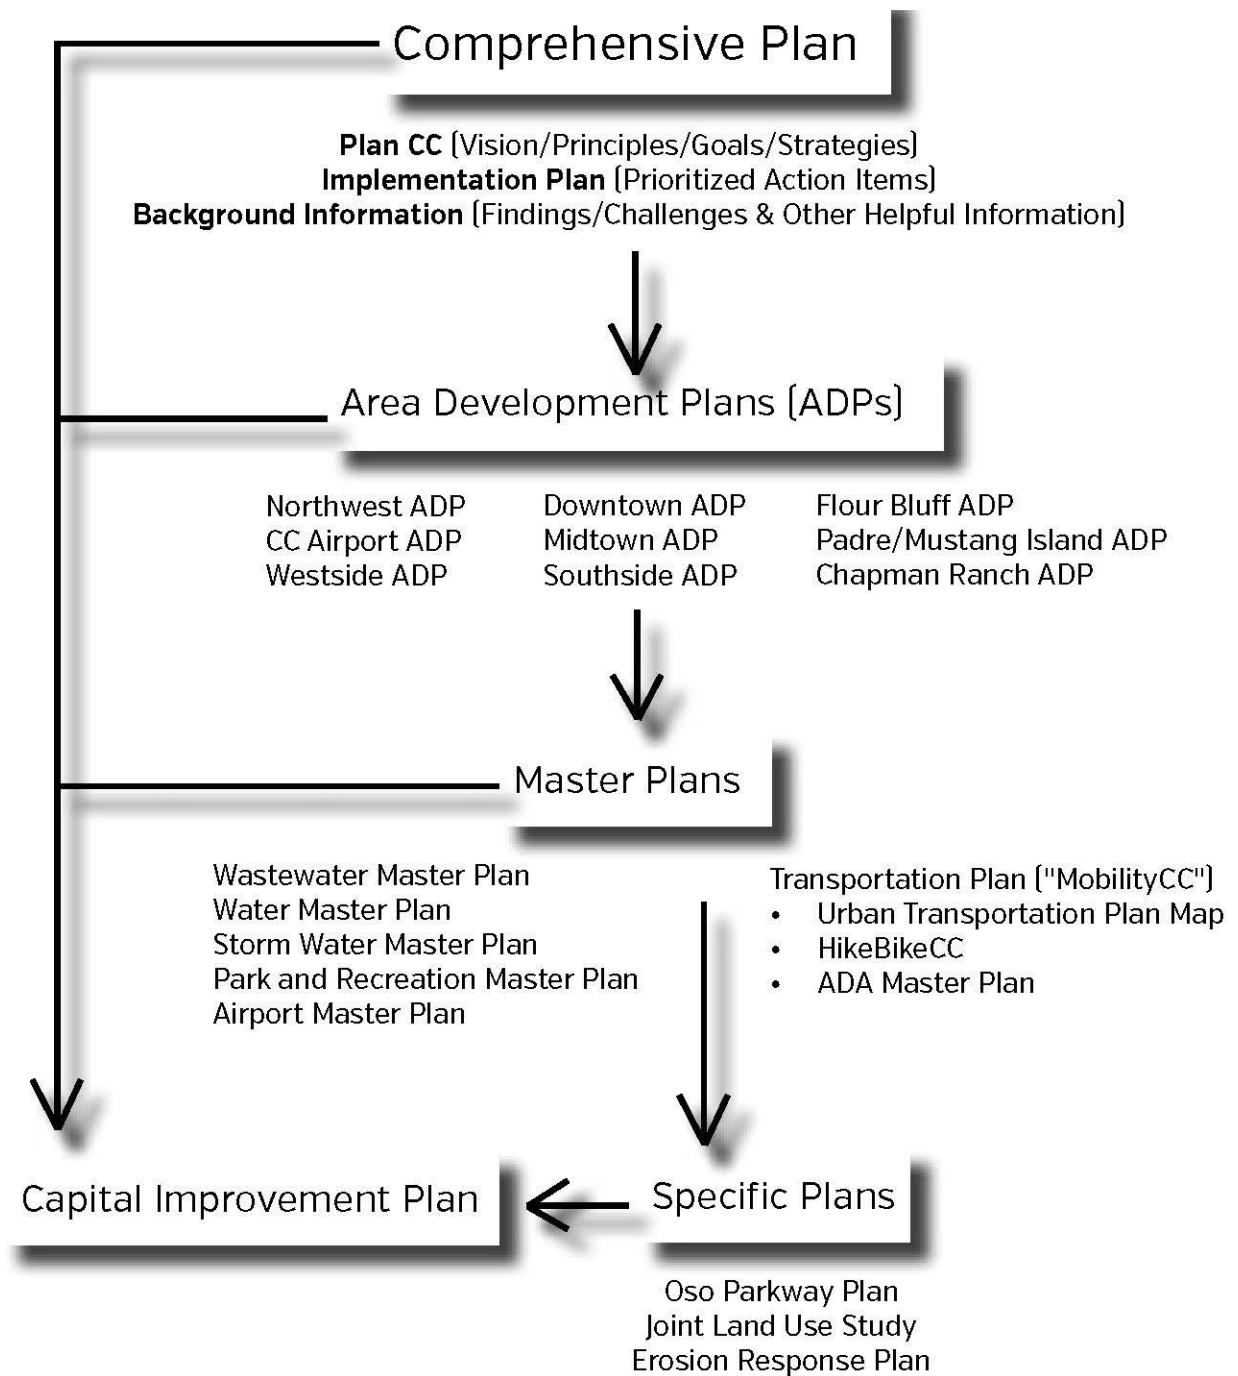 Comprehensive Plan
Plan CC (Vision/Principles/Goals/Strategies)
Implementation Plan (Prioritized Action Items)
Background Information (Findings/Challenges & Other Helpful Information)
Area Development Plans (ADPs)
Northwest ADP
CC Airport ADP
Westside ADP
Downtown ADP
Midtown ADP
Southside ADP
Flour Bluff ADP
Padre/Mustang Island ADP
Chapman Ranch ADP
Master Plans
Wastewater Master Plan
Water Master Plan
Storm Water Master Plan
Park and Recreation Master Plan
Airport Master Plan
Transportation Plan ("MobilityCC")
• Urban Transportation Plan Map
• HikeBikeCC
• ADA Master Plan
Capital Improvement Plan
Specific Plans
Oso Parkway Plan
Joint Land Use Study
Erosion Response Plan